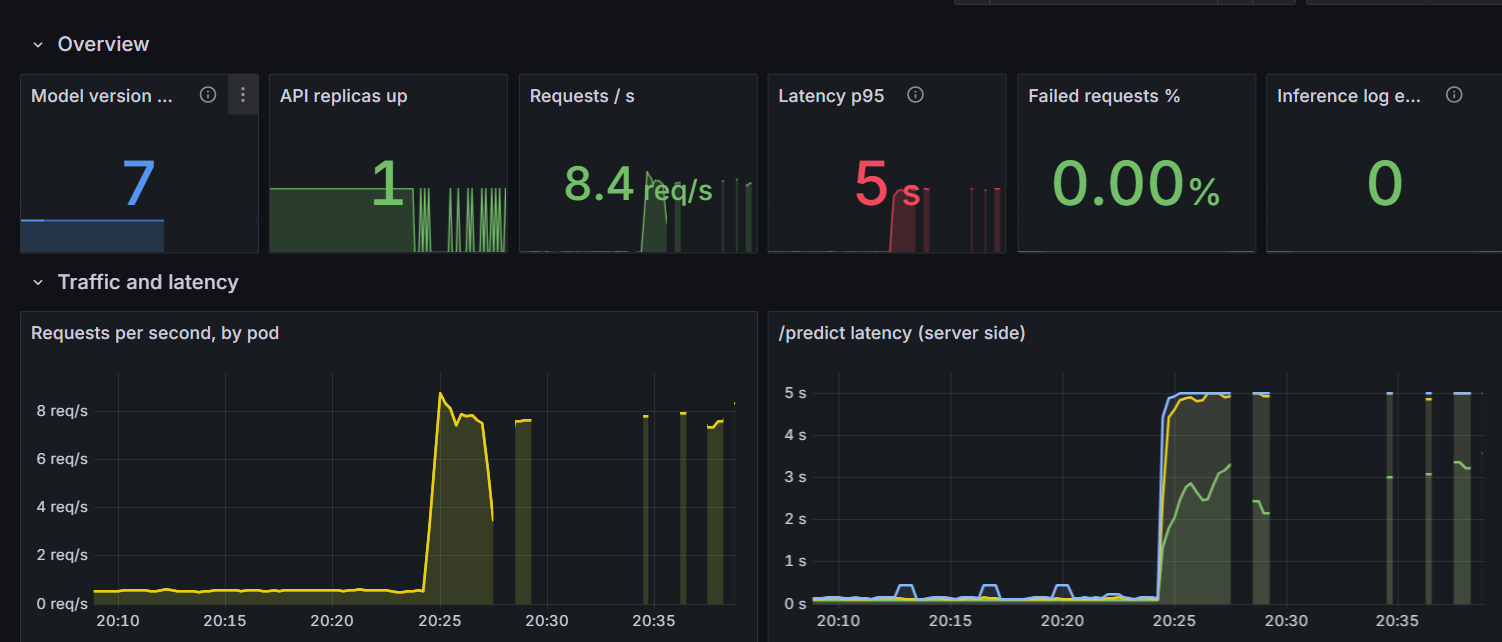 Overview
Model version ...
API replicas up
Requests / s
Latency p95
Failed requests %
Inference log e...
7
1
8.4 req/s
5 s
0.00%
0
Traffic and latency
Requests per second, by pod
8 req/s
6 req/s
4 req/s
2 req/s
0 req/s
20:10
20:15
20:20
20:25
20:30
20:35
/predict latency (server side)
5 s
4 s
3 s
2 s
1 s
0 s
20:10
20:15
20:20
20:25
20:30
20:35